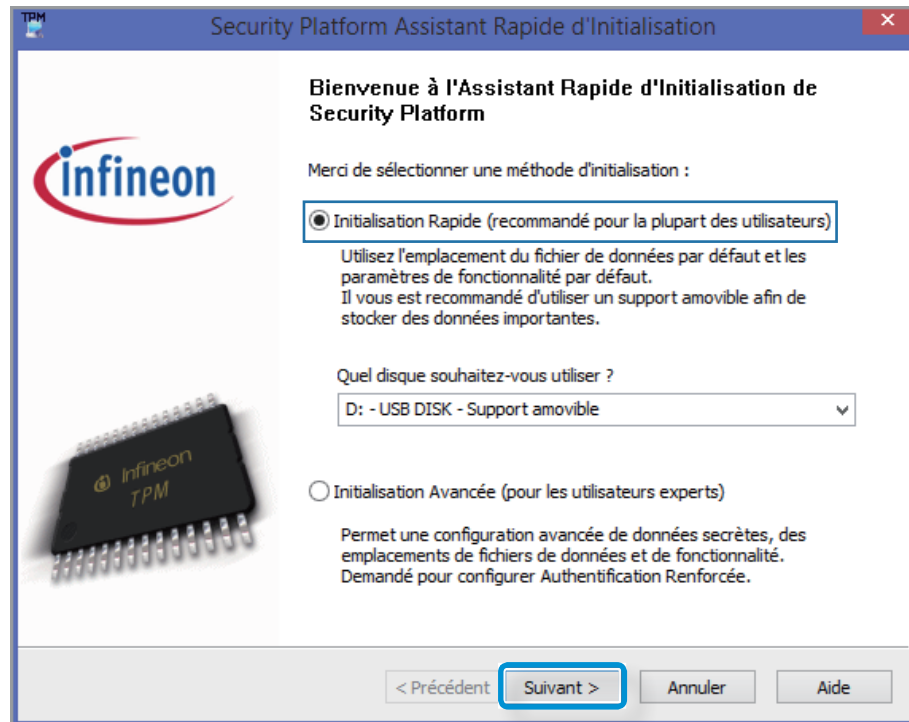 TPM
Security Platform Assistant Rapide d'Initialisation
Bienvenue à l'Assistant Rapide d'Initialisation de
Security Platform
infineon
Merci de sélectionner une méthode d'initialisation :
Initialisation Rapide (recommandé pour la plupart des utilisateurs)
Utilisez l'emplacement du fichier de données par défaut et les
paramètres de fonctionnalité par défaut.
Il vous est recommandé d'utiliser un support amovible afin de
stocker des données importantes.
Quel disque souhaitez-vous utiliser ?
D: - USB DISK - Support amovible
Infineon
TPM
Initialisation Avancée (pour les utilisateurs experts)
Permet une configuration avancée de données secrètes, des
emplacements de fichiers de données et de fonctionnalité.
Demandé pour configurer Authentification Renforcée.
< Précédent Suivant > Annuler Aide